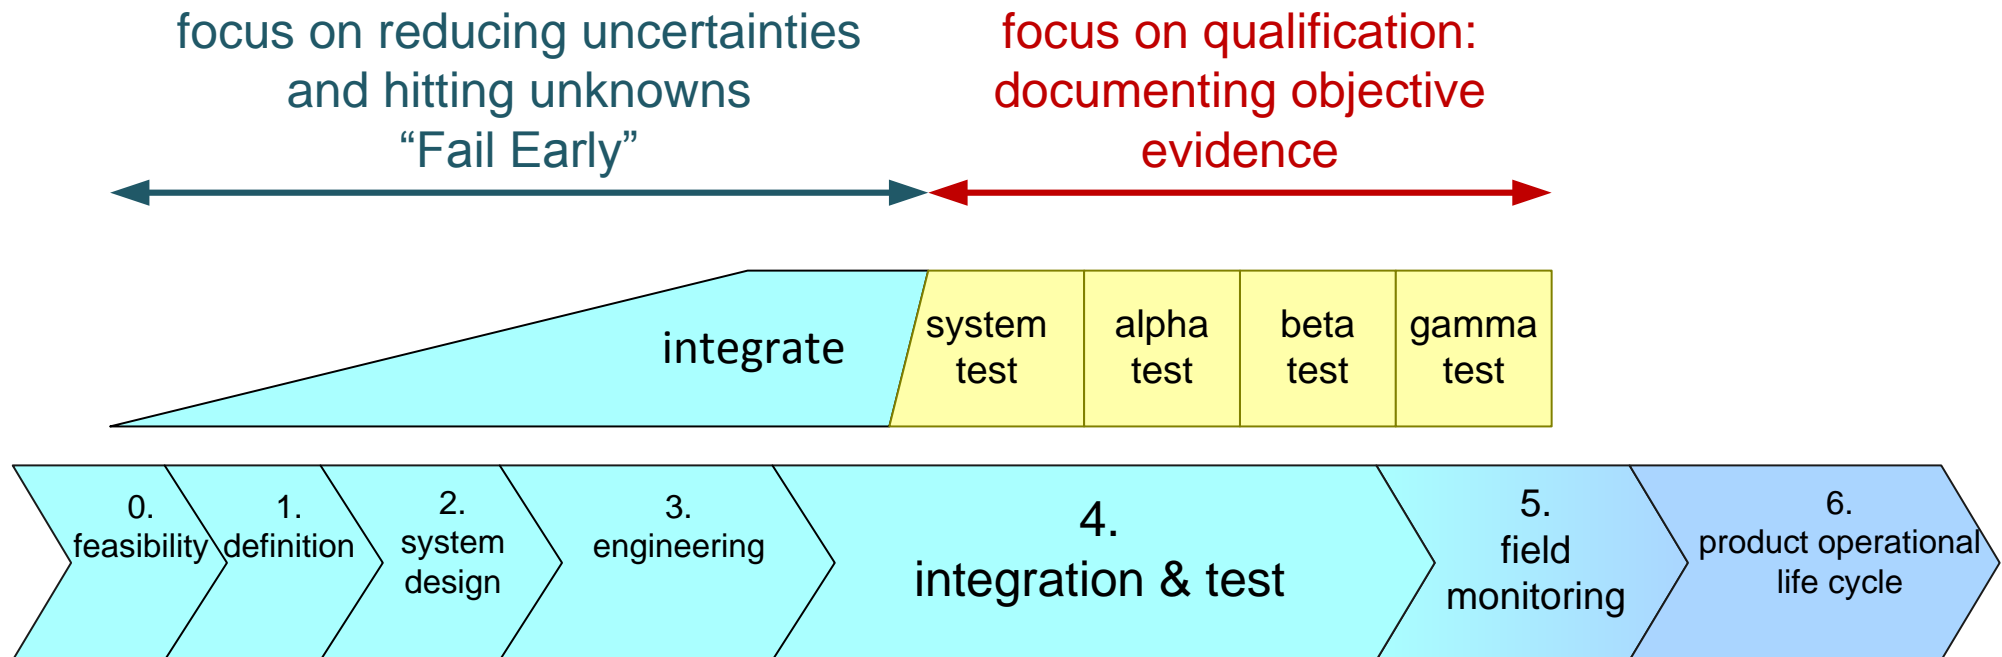 focus on reducing uncertainties
and hitting unknowns
“Fail Early”
focus on qualification:
documenting objective
evidence
integrate
system
test
alpha
test
beta
test
gamma
test
0.
feasibility
1.
definition
2.
system
design
3.
engineering
4.
integration & test
5.
field
monitoring
6.
product operational
life cycle